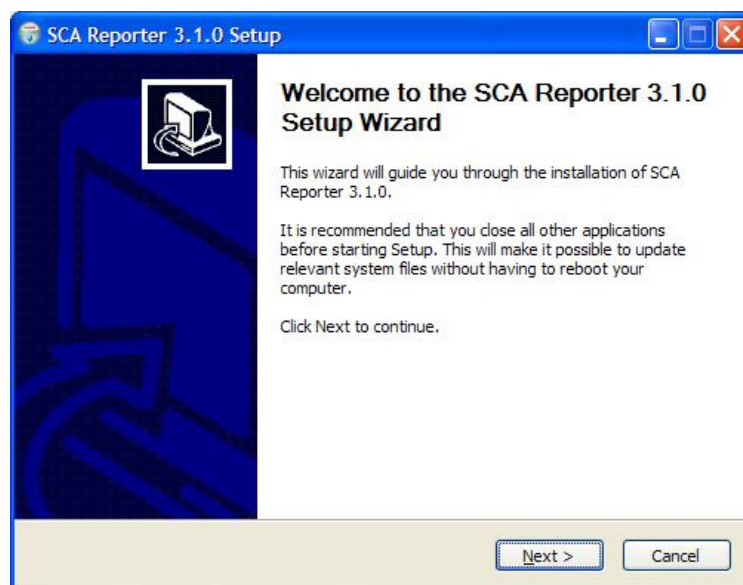 SCA Reporter 3.1.0 Setup
Welcome to the SCA Reporter 3.1.0
Setup Wizard
This wizard will guide you through the installation of SCA
Reporter 3.1.0.
It is recommended that you close all other applications
before starting Setup. This will make it possible to update
relevant system files without having to reboot your
computer.
Click Next to continue.
Next >
Cancel